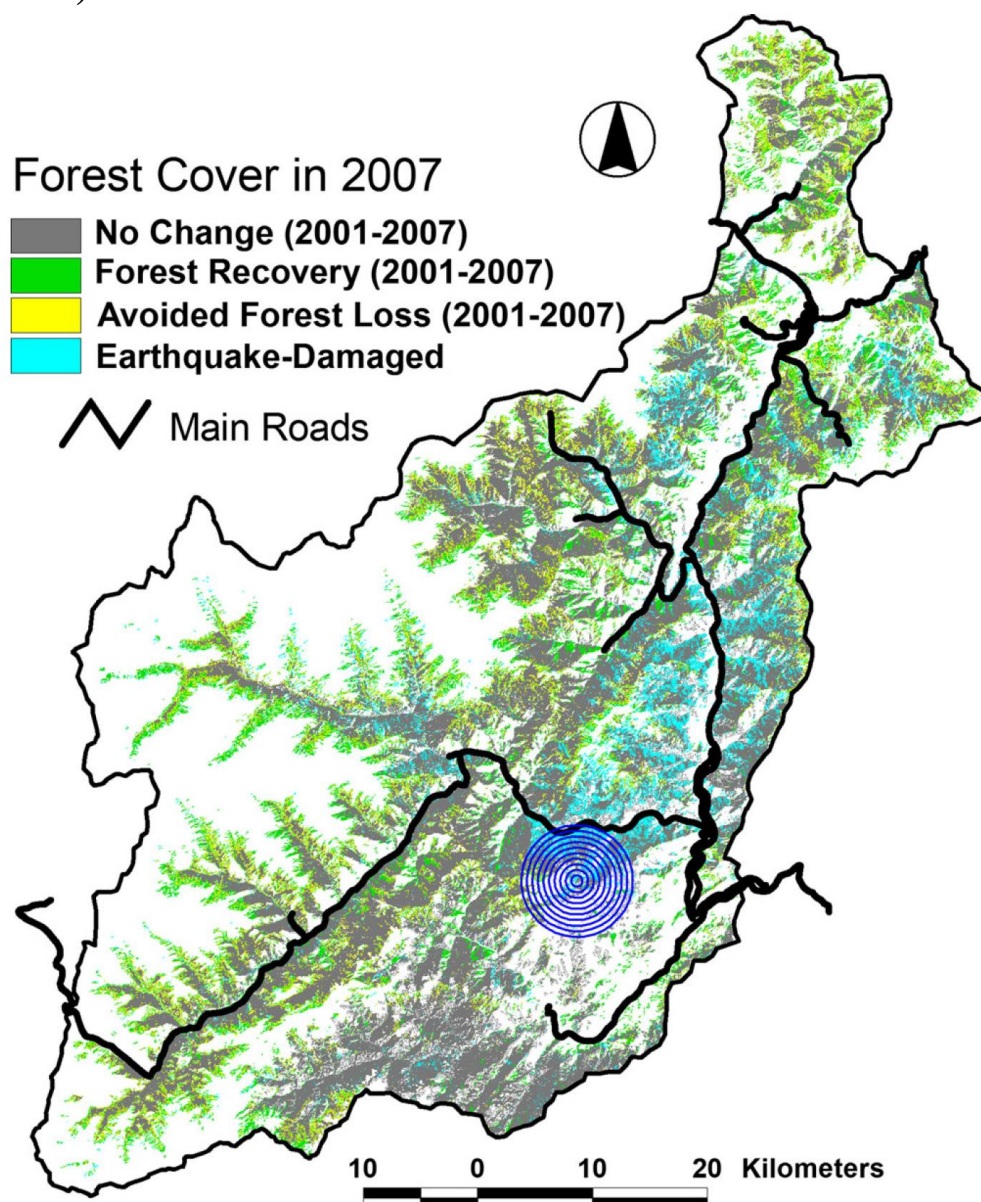 Forest Cover in 2007
No Change (2001-2007)
Forest Recovery (2001-2007)
Avoided Forest Loss (2001-2007)
Earthquake-Damaged
Main Roads
10 0 10 20 Kilometers